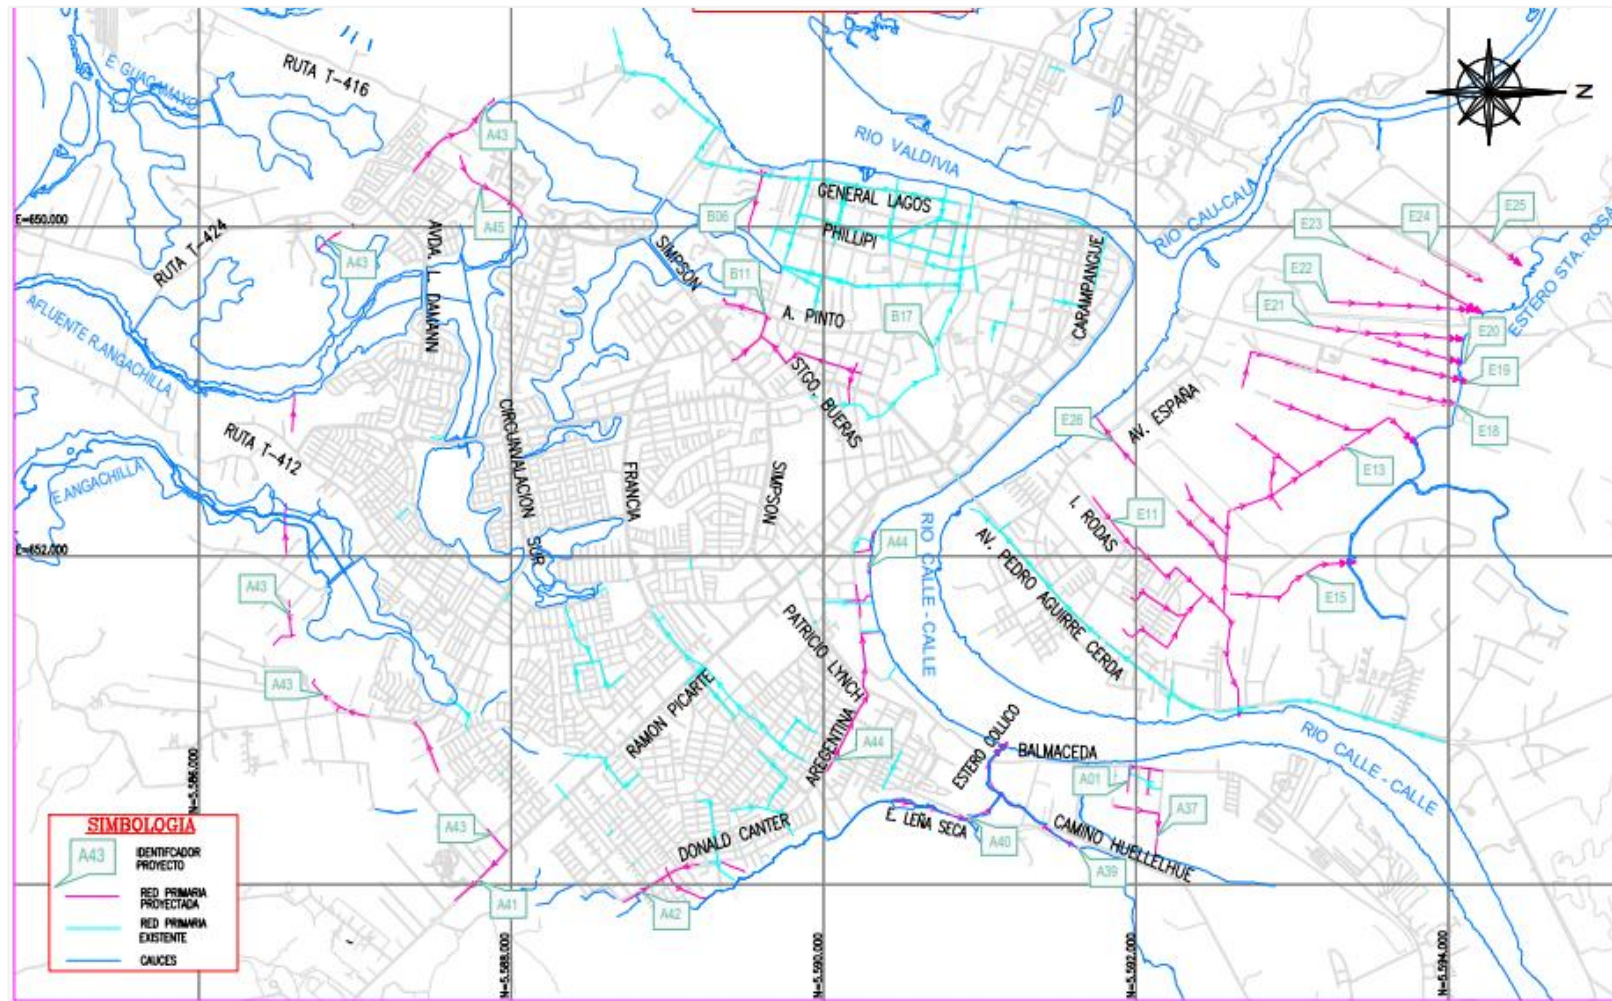 RUTA T-416
E GUAGAMAYO
A43
RIO VALDIVIA
N
GENERAL LAGOS
RIO CAU-CAU
E=650.000
A45
B06
E23
E24
E25
PHILLIPI
ESTERO STA. ROSA
RUTA T-424
A43
AVDA. L. DAMANN
SIMPSON
B11
CARAMPANGUE
E22
E21
A. PINTO
B17
E20
AFLUENTE R.ANGACHILLA
STGO. BUERAS
E19
E18
RUTA T-412
CIRCUNVALACION SUR
E26
AV. ESPAÑA
E ANGACHILLA
FRANCIA
SIMPSON
E13
I. RODAS
E11
E=652.000
A44
RIO CALLE - CALLE
AV. PEDRO AGUIRRE CERDA
A43
E15
PATRICIO LYNCH
A43
RAMON PICARTE
AREGENTINA
A44
ESTERO COLLICO
BALMACEDA
RIO CALLE - CALLE
A01
A37
N=5.586.000
SIMBOLOGIA
A43
IDENTIFCADOR
PROYECTO
RED PRIMARIA
PROYECTADA
RED PRIMARIA
EXISTENTE
CAUCES
A43
DONALD CANTER
E. LEÑA SECA
A40
CAMINO HUELLELHUE
A39
A41
A42
N=5.588.000
N=5.590.000
N=5.592.000
N=5.594.000